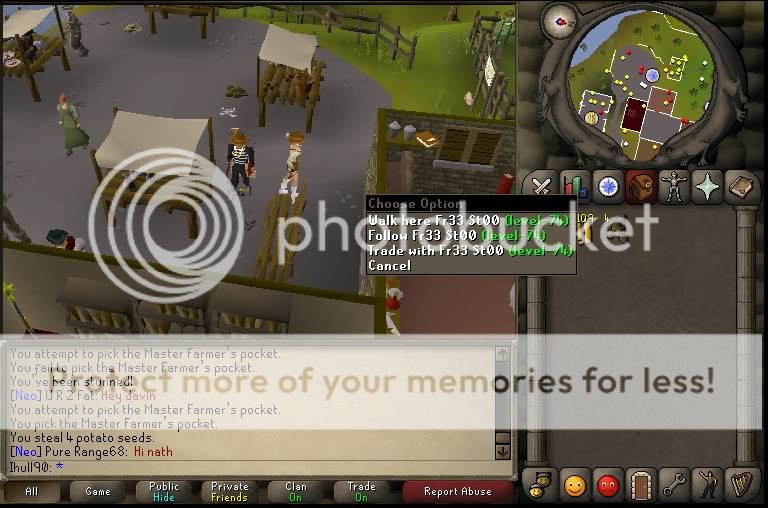 Choose Option
Walk here Fr33 St00 (level-74)
Follow Fr33 St00 (level-74)
Trade with Fr33 St00 (level-74)
Cancel
109 4
photobucket
Protect more of your memories for less!
You attempt to pick the Master Farmer's pocket.
You fail to pick the Master Farmer's pocket.
You've been stunned!
[Neo] U R 2 Fat: Hey davin
You attempt to pick the Master Farmer's pocket.
You pick the Master Farmer's pocket.
You steal 4 potato seeds.
[Neo] Pure Range68: Hi nath
Ihull90: *
All
Game
Public
Hide
Private
Friends
Clan
On
Trade
On
Report Abuse